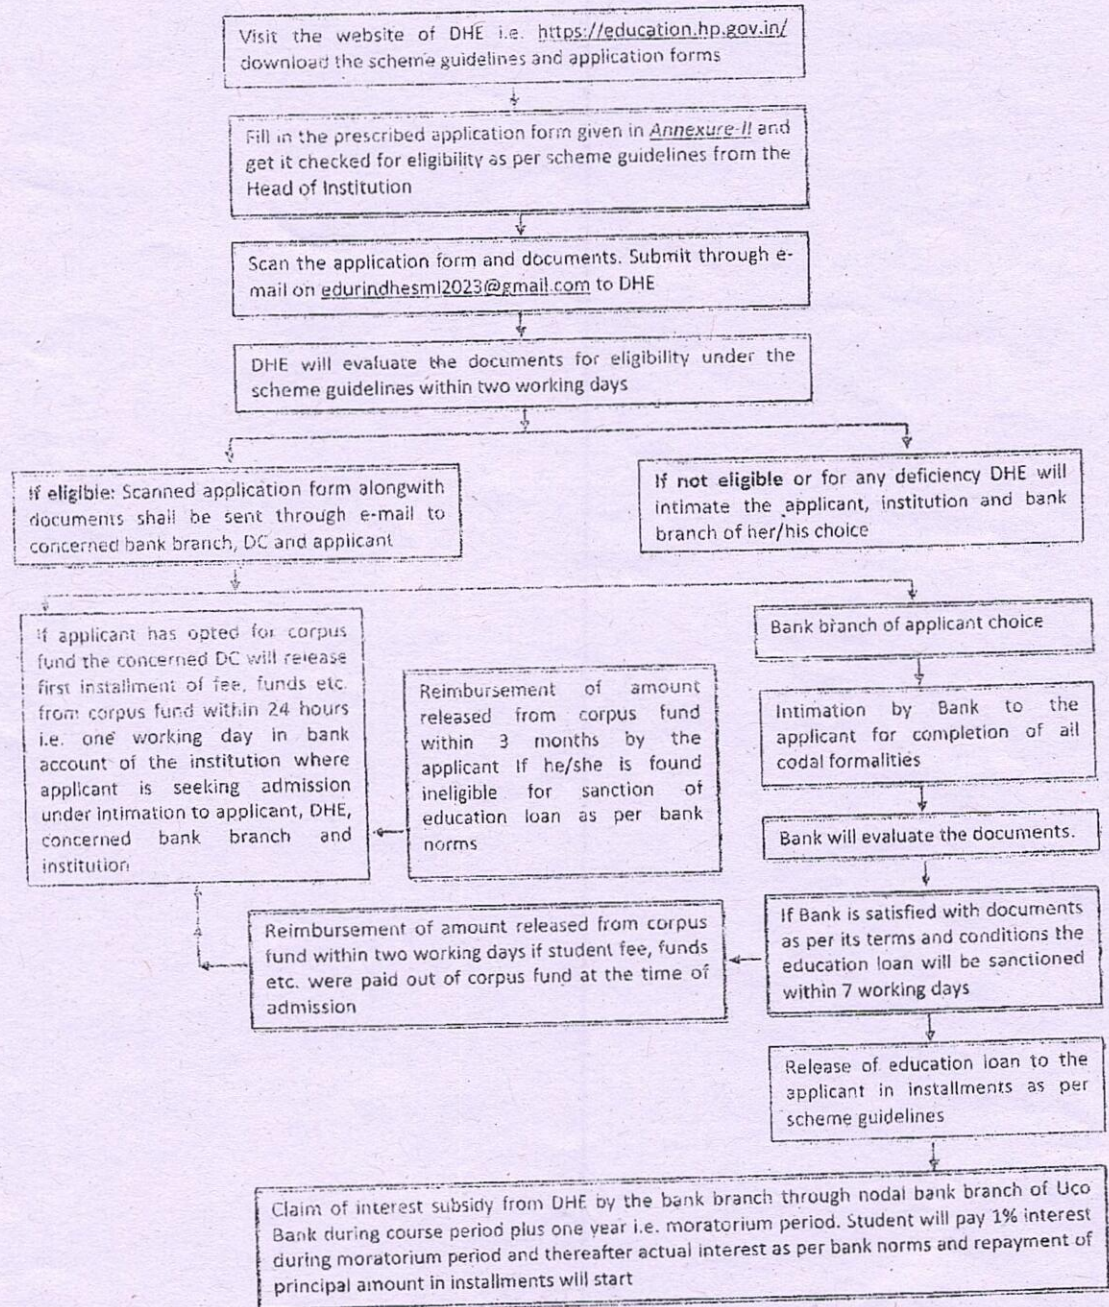 Visit the website of DHE i.e. https://education.hp.gov.in/
download the scheme guidelines and application forms
Fill in the prescribed application form given in Annexure-II and
get it checked for eligibility as per scheme guidelines from the
Head of Institution
Scan the application form and documents. Submit through e-
mail on edurindhesml2023@gmail.com to DHE
DHE will evaluate the documents for eligibility under the
scheme guidelines within two working days
If eligible: Scanned application form alongwith
documents shall be sent through e-mail to
concerned bank branch, DC and applicant
If not eligible or for any deficiency DHE will
intimate the applicant, institution and bank
branch of her/his choice
If applicant has opted for corpus
fund the concerned DC will release
first installment of fee, funds etc.
from corpus fund within 24 hours
i.e. one working day in bank
account of the institution where
applicant is seeking admission
under intimation to applicant, DHE,
concerned bank branch and
institution
Reimbursement of amount
released from corpus fund
within 3 months by the
applicant If he/she is found
ineligible for sanction of
education loan as per bank
norms
Bank branch of applicant choice
Intimation by Bank to the
applicant for completion of all
codal formalities
Bank will evaluate the documents.
If Bank is satisfied with documents
as per its terms and conditions the
education loan will be sanctioned
within 7 working days
Reimbursement of amount released from corpus
fund within two working days if student fee, funds
etc. were paid out of corpus fund at the time of
admission
Release of education loan to the
applicant in installments as per
scheme guidelines
Claim of interest subsidy from DHE by the bank branch through nodal bank branch of Uco
Bank during course period plus one year i.e. moratorium period. Student will pay 1% interest
during moratorium period and thereafter actual interest as per bank norms and repayment of
principal amount in installments will start